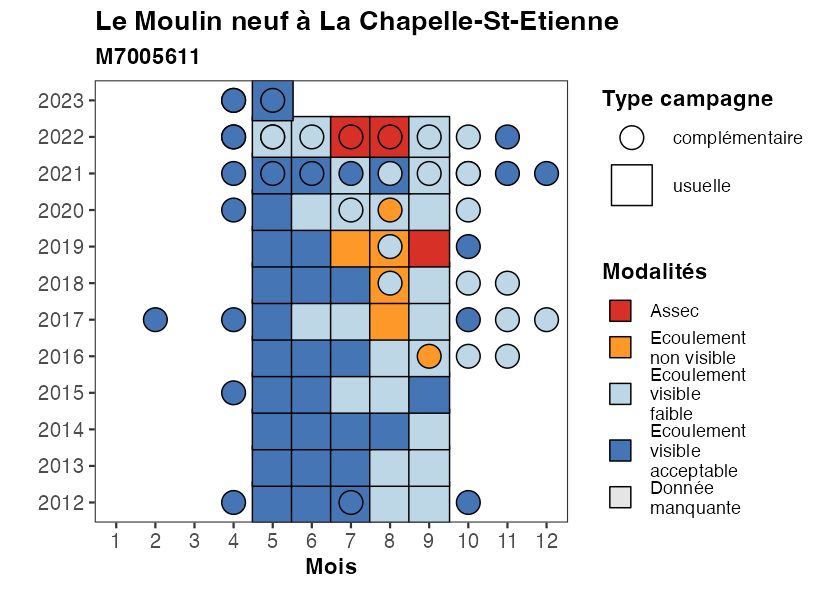 Le Moulin neuf à La Chapelle-St-Etienne
M7005611
2023
2022
2021
2020
2019
2018
2017
2016
2015
2014
2013
2012
1 2 3 4 5 6 7 8 9 10 11 12
Mois
Type campagne
complémentaire
usuelle
Modalités
Assec
Ecoulement
non visible
Ecoulement
visible
faible
Ecoulement
visible
acceptable
Donnée
manquante